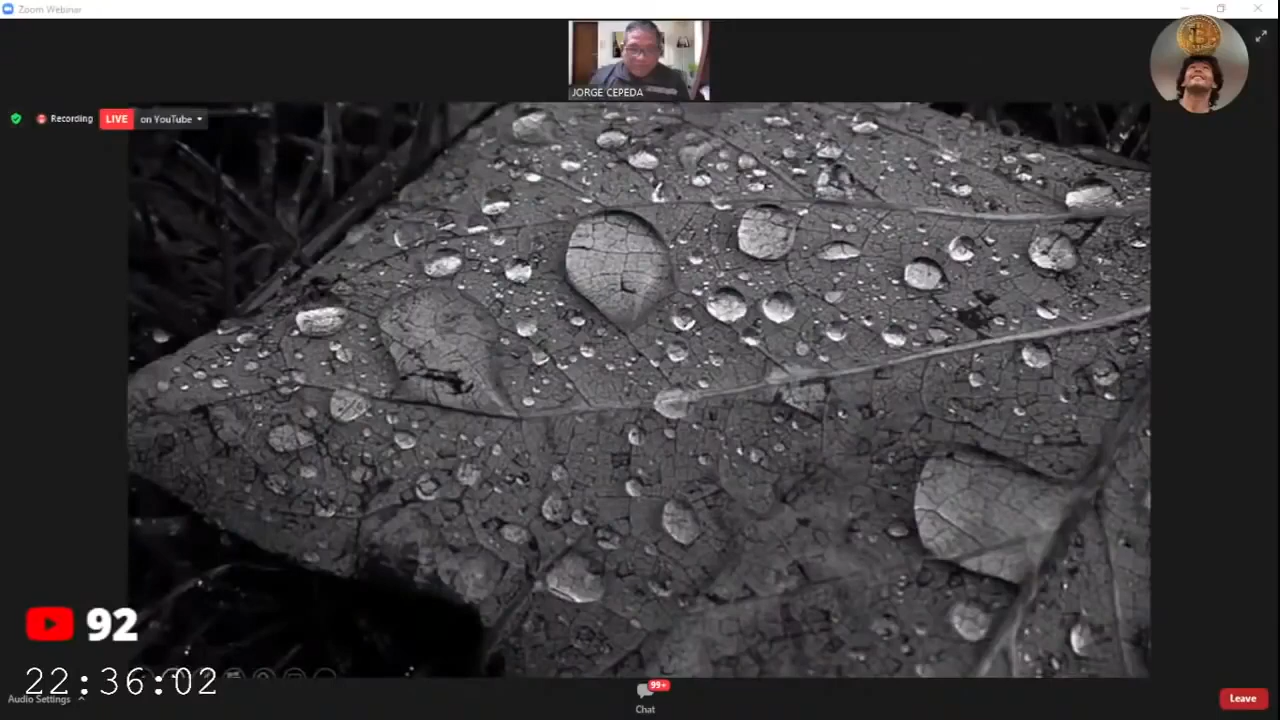 Zoom Webinar
JORGE CEPEDA
Recording
LIVE
on YouTube
92
22:36:02
Audio Settings
99+
Chat
Leave